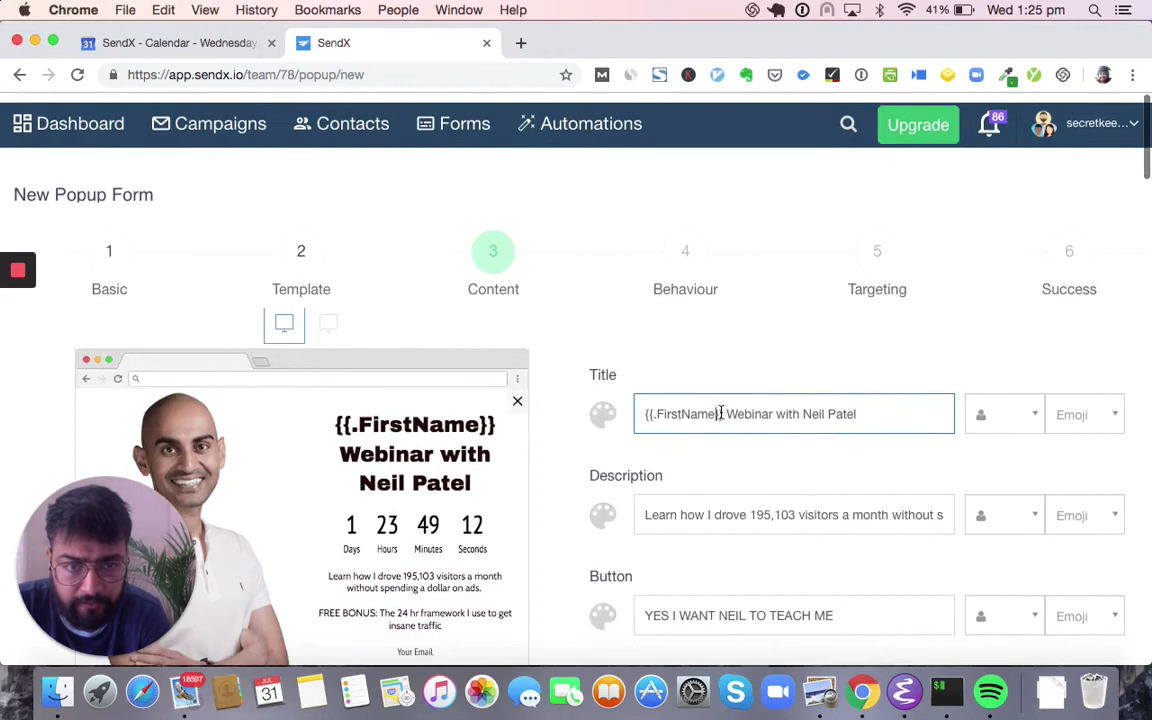 Chrome File Edit View History Bookmarks People Window Help 41% Wed 1:25 pm
31 SendX - Calendar - Wednesday, SendX
https://app.sendx.io/team/78/popup/new
Dashboard Campaigns Contacts Forms Automations Upgrade 86 secretkee...
New Popup Form
1 2 3 4 5 6
Basic Template Content Behaviour Targeting Success
Title
{{.FirstName}} Webinar with Neil Patel Emoji
{{.FirstName}}
Webinar with
Neil Patel
1 23 49 12
Days Hours Minutes Seconds
Learn how I drove 195,103 visitors a month
without spending a dollar on ads.
FREE BONUS: The 24 hr framework I use to get
insane traffic
Your Email
Description
Learn how I drove 195,103 visitors a month without s Emoji
Button
YES I WANT NEIL TO TEACH ME Emoji
18597
JUL
31